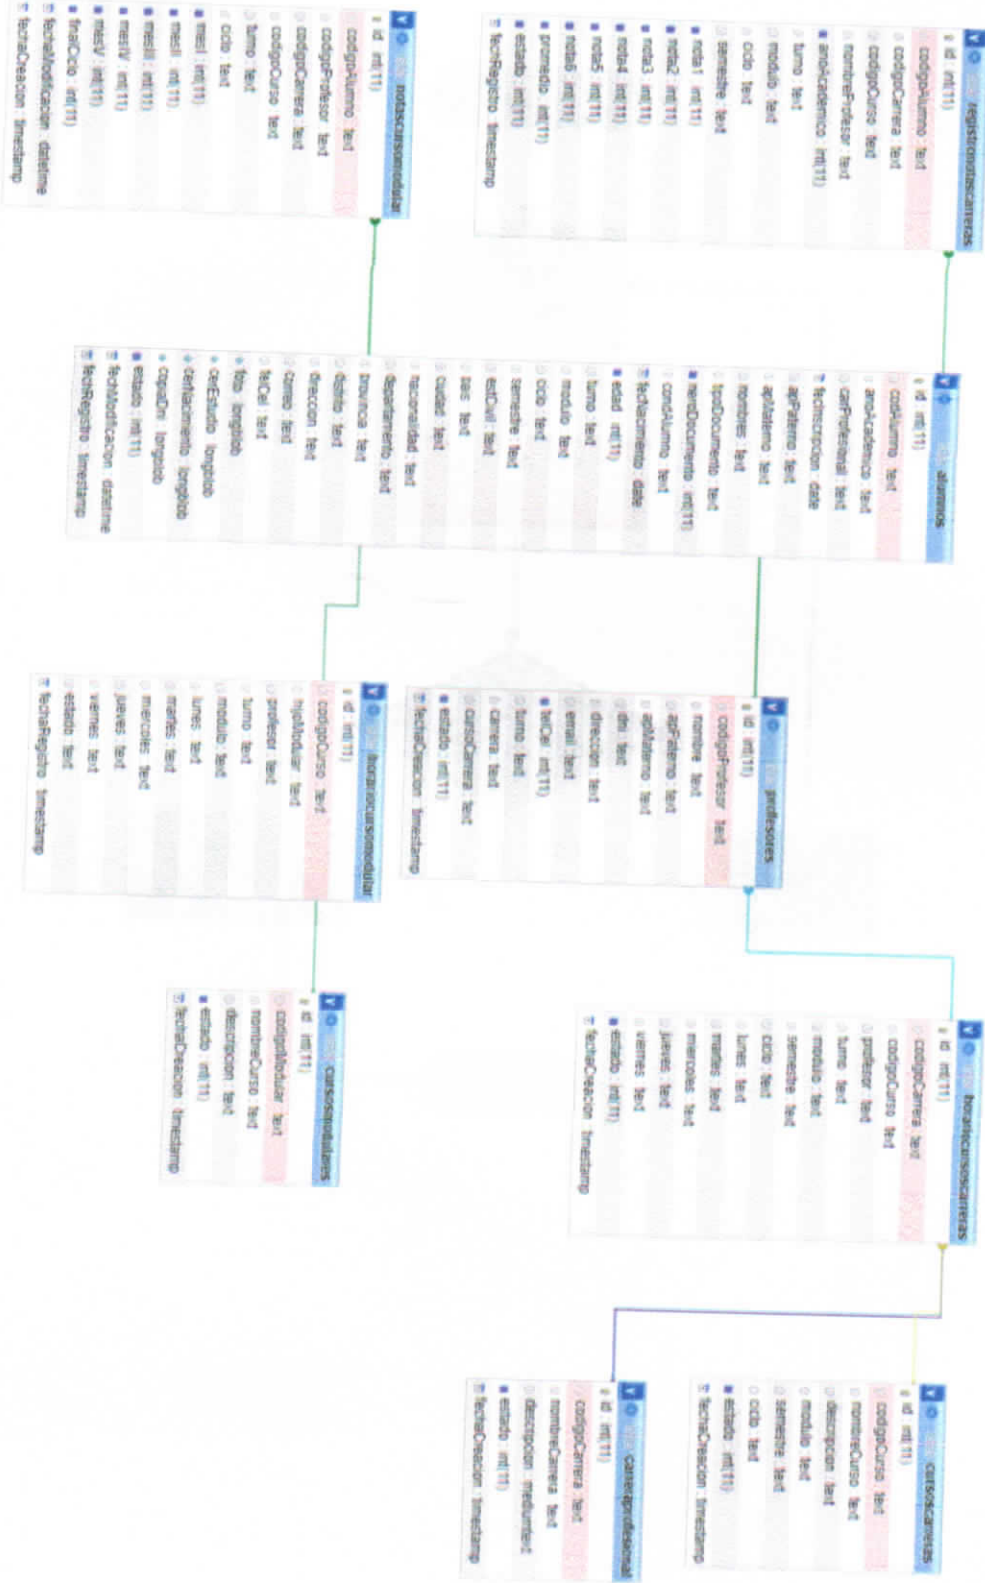 registronotascarreras
id int(11)
codigoAlumno text
codigoCarrera : text
codigoCurso : text
nombreProfesor text
anoAcademico : int(11)
turno text
modulo text
ciclo text
semestre text
nota1 int(11)
nota2 int(11)
nota3 int(11)
nota4 int(11)
nota5 int(11)
nota6 int(11)
promedio int(11)
estado int(11)
fechRegistro timestamp
notascursomodular
id int(11)
codigoAlumno text
codigoProfesor text
codigoCarrera text
codigoCurso text
turno text
ciclo text
mesI int(11)
mesII int(11)
mesIII int(11)
mesIV int(11)
mesV int(11)
finalCiclo int(11)
fechaModificacion datetime
fechaCreacion timestamp
alumnos
id int(11)
codAlumno text
anoAcademico text
carProfesional text
fecInscripcion date
apPaterno text
apMaterno text
nombres text
tipoDocumento text
numDocumento int(11)
condAlumno text
fecNacimiento date
edad int(11)
turno text
modulo text
ciclo text
semestre text
estCivil text
pais text
ciudad text
nacionalidad text
departamento text
provincia text
distrito text
direccion text
correo text
telCel text
foto longblob
cerEstudio longblob
cerNacimiento longblob
copiaDni longblob
estado int(11)
fechModificacion datetime
fechRegistro timestamp
profesores
id int(11)
codigoProfesor text
nombre text
apPaterno text
apMaterno text
dni text
direccion text
email text
telCel int(11)
turno text
carrera text
cursoCarrera text
estado int(11)
fechaCreacion timestamp
horariocursomodular
id int(11)
codigoCurso text
hijoModular text
profesor text
turno text
modulo text
lunes text
martes text
miercoles text
jueves text
viernes text
estado text
fechaRegistro timestamp
horariocursoscarreras
id int(11)
codigoCarrera text
codigoCurso text
profesor text
turno text
modulo text
semestre text
ciclo text
lunes text
martes text
miercoles text
jueves text
viernes text
estado int(11)
fechaCreacion timestamp
cursosmodulares
id int(11)
codigoModular text
nombreCurso text
descripcion text
estado int(11)
fechaCreacion timestamp
cursoscarreras
id int(11)
codigoCurso text
nombreCurso text
descripcion text
modulo text
semestre text
ciclo text
estado int(11)
fechaCreacion timestamp
carreraprofesional
id int(11)
codigoCarrera text
nombreCarrera text
descripcion mediumtext
estado int(11)
fechaCreacion timestamp